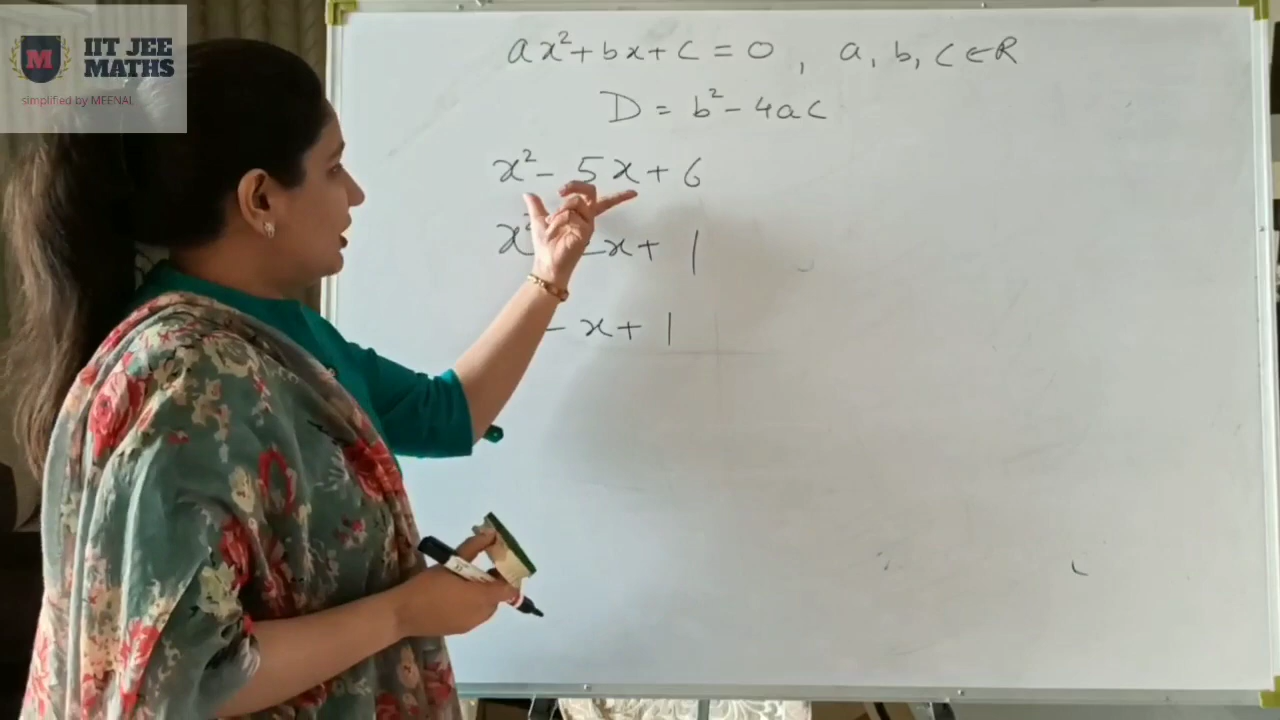 M
IIT JEE
MATHS
simplified by MEENAL
ax²+bx+c = 0 , a, b, c ∈ R
D = b² - 4ac
x² - 5x + 6
x² x + 1
- x + 1